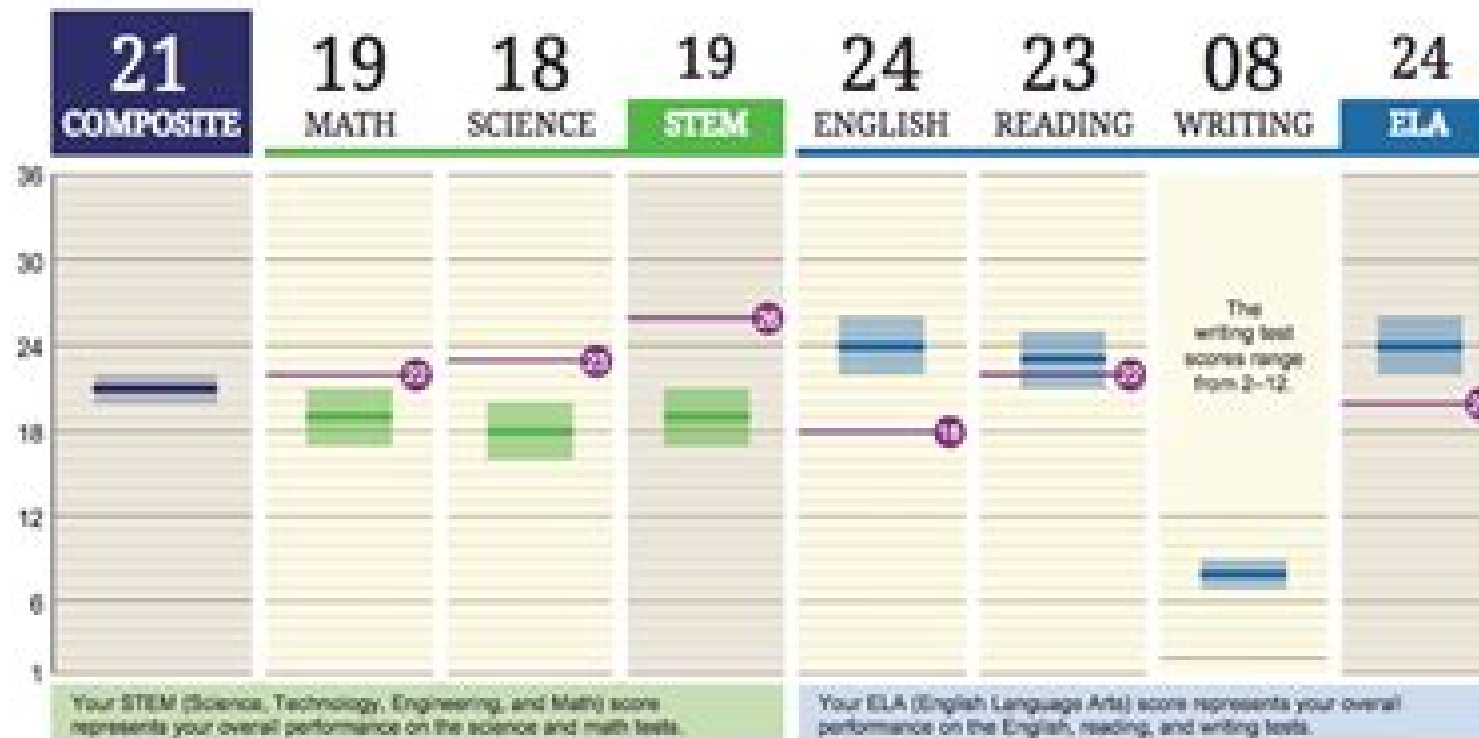 21 19 18 19 24 23 08 24
COMPOSITE MATH SCIENCE STEM ENGLISH READING WRITING ELA
36
30
24
18
12
6
1
22
23
26
18
22
The
writing test
scores range
from 2–12.
Your STEM (Science, Technology, Engineering, and Math) score
represents your overall performance on the science and math tests.
Your ELA (English Language Arts) score represents your overall
performance on the English, reading, and writing tests.